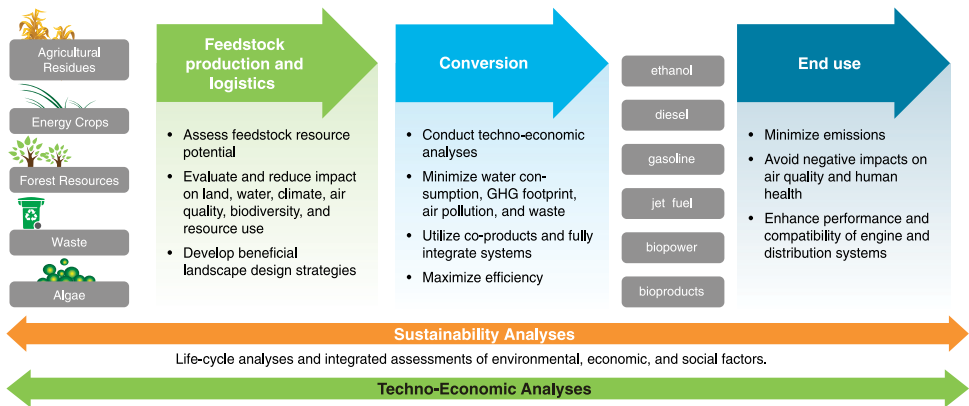 Agricultural
Residues
Energy Crops
Forest Resources
Waste
Algae
Feedstock
production and
logistics
• Assess feedstock resource
potential
• Evaluate and reduce impact
on land, water, climate, air
quality, biodiversity, and
resource use
• Develop beneficial
landscape design strategies
Conversion
• Conduct techno-economic
analyses
• Minimize water con-
sumption, GHG footprint,
air pollution, and waste
• Utilize co-products and fully
integrate systems
• Maximize efficiency
ethanol
diesel
gasoline
jet fuel
biopower
bioproducts
End use
• Minimize emissions
• Avoid negative impacts on
air quality and human
health
• Enhance performance and
compatibility of engine and
distribution systems
Sustainability Analyses
Life-cycle analyses and integrated assessments of environmental, economic, and social factors.
Techno-Economic Analyses